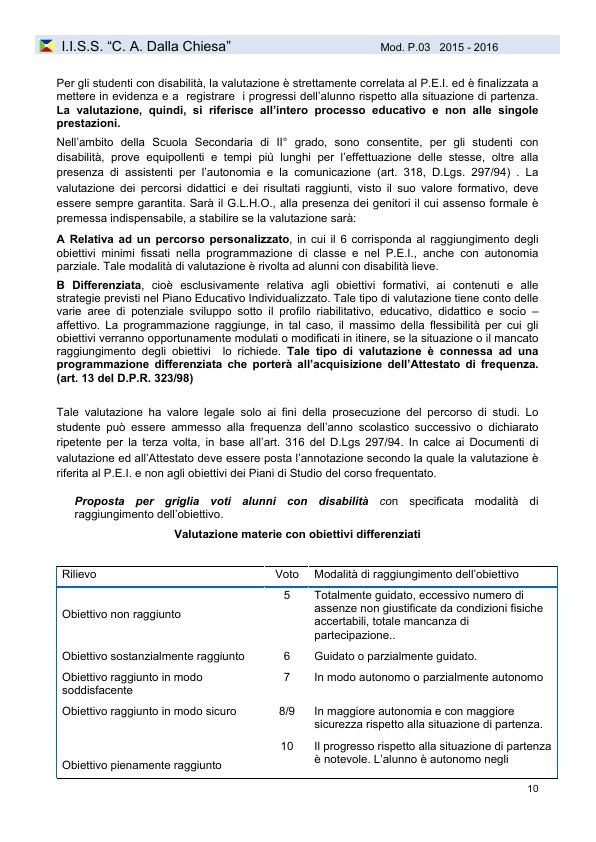 I.I.S.S. “C. A. Dalla Chiesa” Mod. P.03 2015 - 2016
Per gli studenti con disabilità, la valutazione è strettamente correlata al P.E.I. ed è finalizzata a
mettere in evidenza e a registrare i progressi dell’alunno rispetto alla situazione di partenza.
La valutazione, quindi, si riferisce all’intero processo educativo e non alle singole
prestazioni.
Nell’ambito della Scuola Secondaria di II° grado, sono consentite, per gli studenti con
disabilità, prove equipollenti e tempi più lunghi per l’effettuazione delle stesse, oltre alla
presenza di assistenti per l’autonomia e la comunicazione (art. 318, D.Lgs. 297/94) . La
valutazione dei percorsi didattici e dei risultati raggiunti, visto il suo valore formativo, deve
essere sempre garantita. Sarà il G.L.H.O., alla presenza dei genitori il cui assenso formale è
premessa indispensabile, a stabilire se la valutazione sarà:
A Relativa ad un percorso personalizzato, in cui il 6 corrisponda al raggiungimento degli
obiettivi minimi fissati nella programmazione di classe e nel P.E.I., anche con autonomia
parziale. Tale modalità di valutazione è rivolta ad alunni con disabilità lieve.
B Differenziata, cioè esclusivamente relativa agli obiettivi formativi, ai contenuti e alle
strategie previsti nel Piano Educativo Individualizzato. Tale tipo di valutazione tiene conto delle
varie aree di potenziale sviluppo sotto il profilo riabilitativo, educativo, didattico e socio –
affettivo. La programmazione raggiunge, in tal caso, il massimo della flessibilità per cui gli
obiettivi verranno opportunamente modulati o modificati in itinere, se la situazione o il mancato
raggiungimento degli obiettivi lo richiede. Tale tipo di valutazione è connessa ad una
programmazione differenziata che porterà all’acquisizione dell’Attestato di frequenza.
(art. 13 del D.P.R. 323/98)
Tale valutazione ha valore legale solo ai fini della prosecuzione del percorso di studi. Lo
studente può essere ammesso alla frequenza dell’anno scolastico successivo o dichiarato
ripetente per la terza volta, in base all’art. 316 del D.Lgs 297/94. In calce ai Documenti di
valutazione ed all’Attestato deve essere posta l’annotazione secondo la quale la valutazione è
riferita al P.E.I. e non agli obiettivi dei Piani di Studio del corso frequentato.
Proposta per griglia voti alunni con disabilità con specificata modalità di
raggiungimento dell’obiettivo.
Valutazione materie con obiettivi differenziati
Rilievo Voto Modalità di raggiungimento dell’obiettivo
Obiettivo non raggiunto 5 Totalmente guidato, eccessivo numero di
assenze non giustificate da condizioni fisiche
accertabili, totale mancanza di
partecipazione..
Obiettivo sostanzialmente raggiunto 6 Guidato o parzialmente guidato.
Obiettivo raggiunto in modo 7 In modo autonomo o parzialmente autonomo
soddisfacente
Obiettivo raggiunto in modo sicuro 8/9 In maggiore autonomia e con maggiore
sicurezza rispetto alla situazione di partenza.
10 Il progresso rispetto alla situazione di partenza
è notevole. L’alunno è autonomo negli
Obiettivo pienamente raggiunto
10